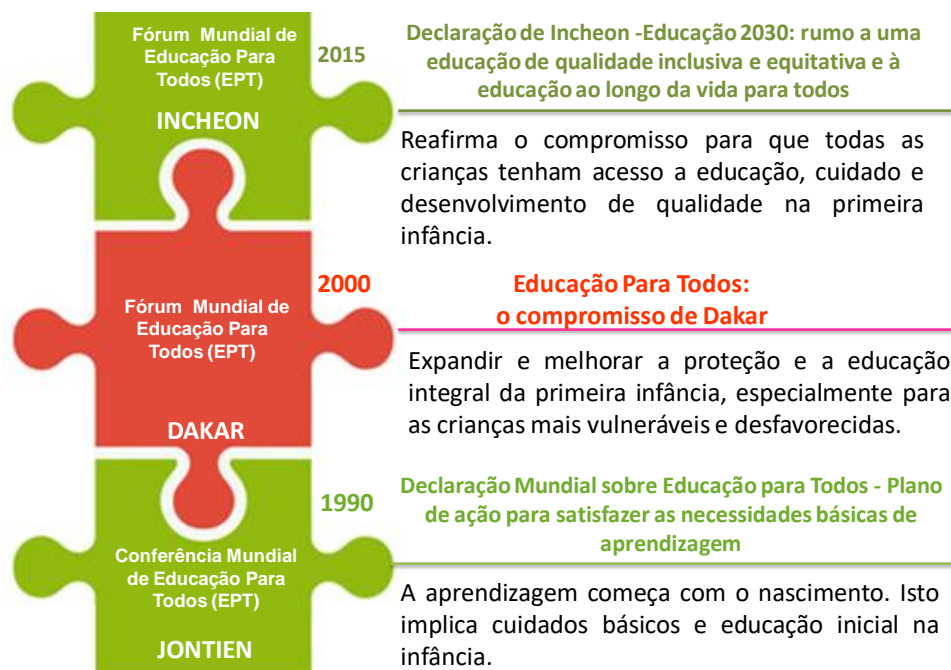 Fórum Mundial de
Educação Para
Todos (EPT)
INCHEON
2015
Declaração de Incheon -Educação 2030: rumo a uma
educação de qualidade inclusiva e equitativa e à
educação ao longo da vida para todos
Reafirma o compromisso para que todas as
crianças tenham acesso a educação, cuidado e
desenvolvimento de qualidade na primeira
infância.
Fórum Mundial de
Educação Para
Todos (EPT)
DAKAR
2000
Educação Para Todos:
o compromisso de Dakar
Expandir e melhorar a proteção e a educação
integral da primeira infância, especialmente para
as crianças mais vulneráveis e desfavorecidas.
Conferência Mundial
de Educação Para
Todos (EPT)
JONTIEN
1990
Declaração Mundial sobre Educação para Todos - Plano
de ação para satisfazer as necessidades básicas de
aprendizagem
A aprendizagem começa com o nascimento. Isto
implica cuidados básicos e educação inicial na
infância.